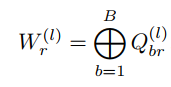 $W_r^{(l)} = \bigoplus_{b=1}^{B} Q_{br}^{(l)}$